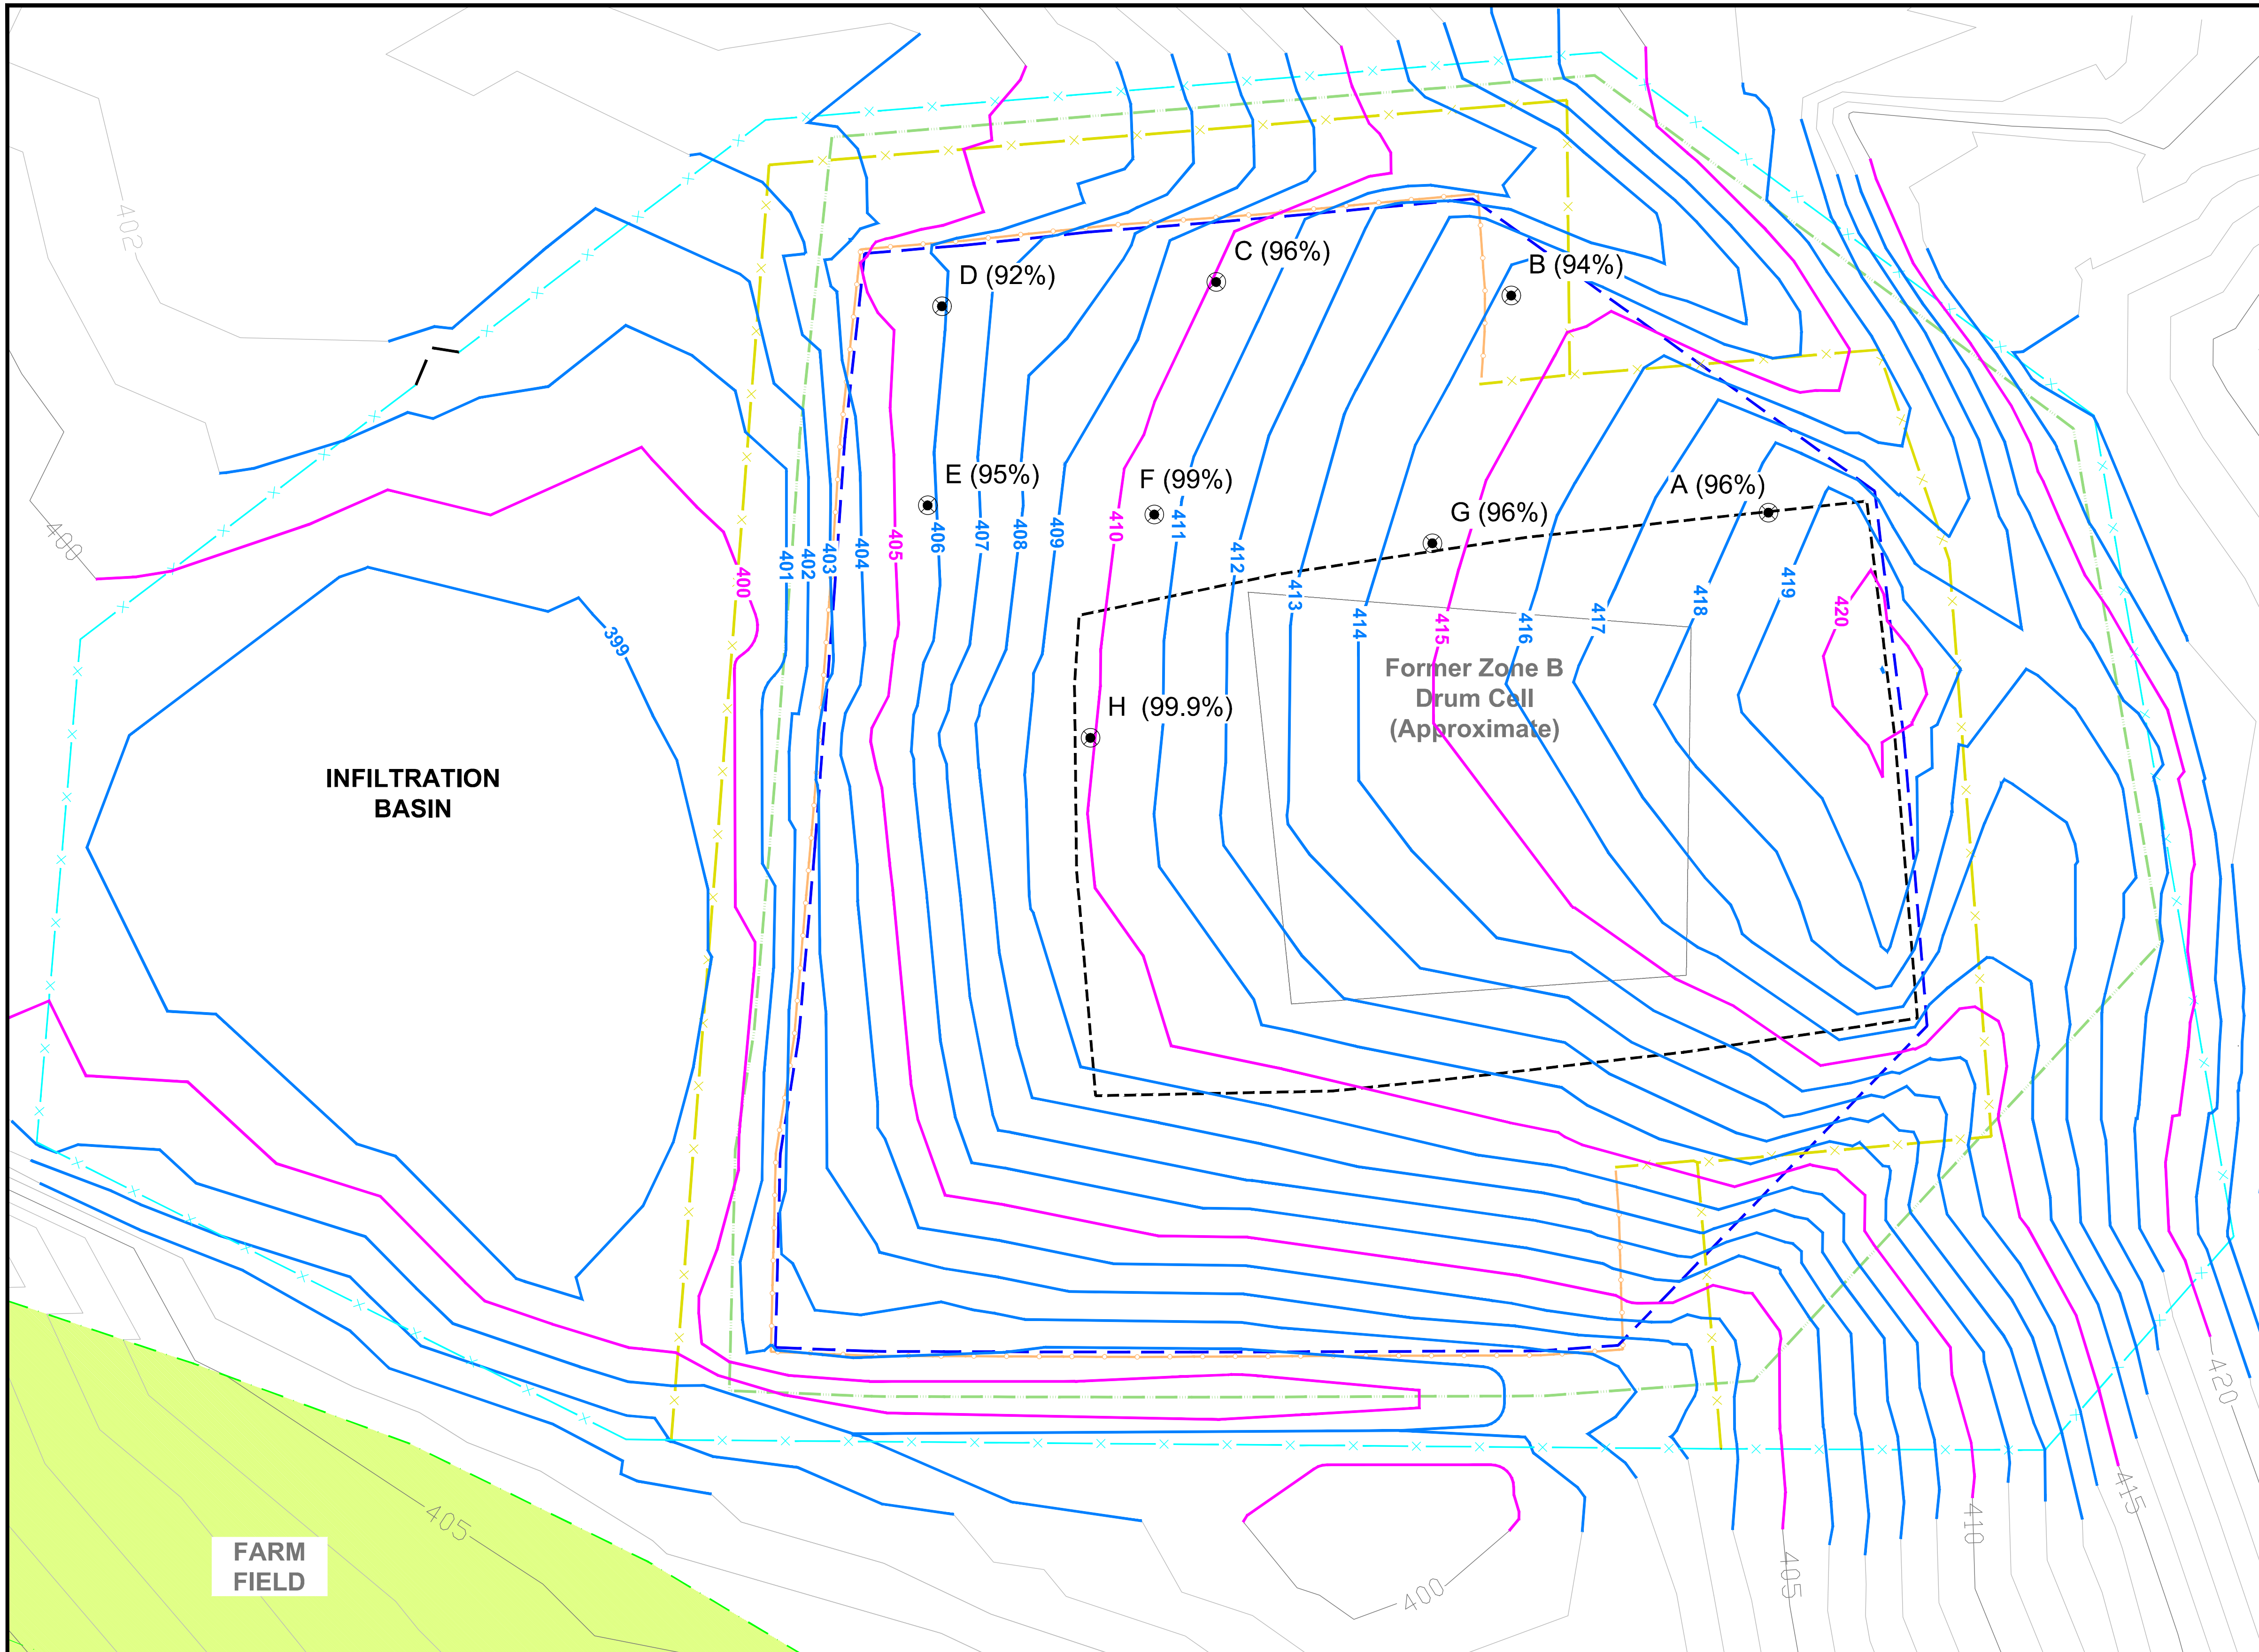 402
D (92%)
C (96%)
B (94%)
E (95%)
F (99%)
A (96%)
G (96%)
400
400
401
402
403
404
405
406
407
408
409
410
411
412
413
414
415
416
417
418
419
420
399
Former Zone B
Drum Cell
(Approximate)
H (99.9%)
INFILTRATION
BASIN
FARM
FIELD
405
400
405
410
415
420